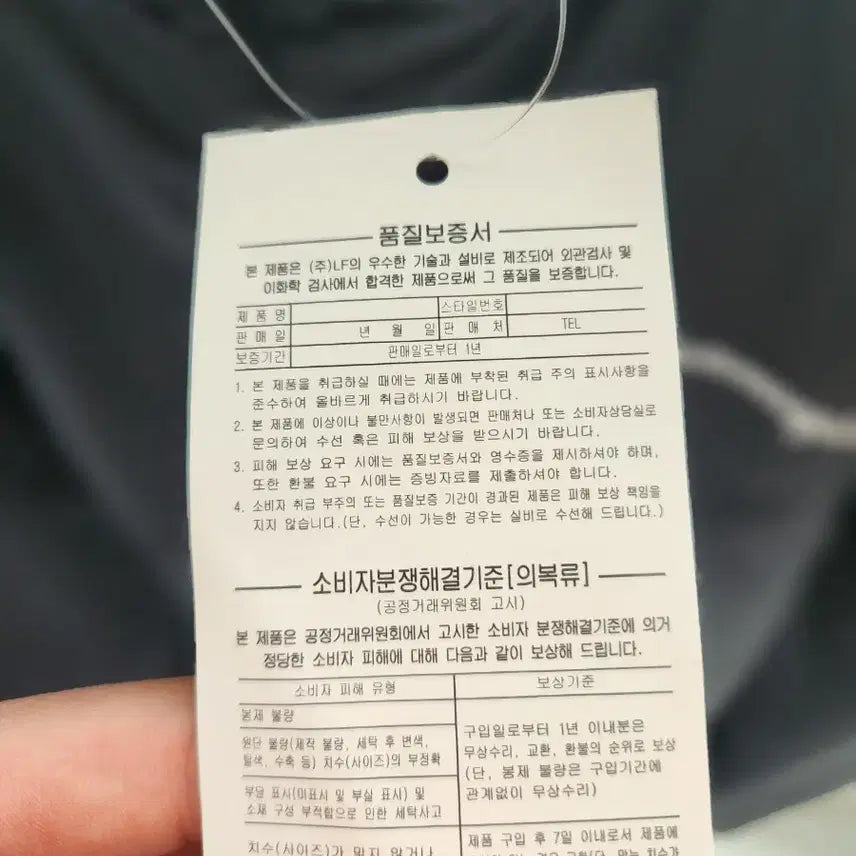 품질보증서
본 제품은 (주)LF의 우수한 기술과 설비로 제조되어 외관검사 및
이화학 검사에서 합격한 제품으로써 그 품질을 보증합니다.
제 품 명 스타일번호
판 매 일 년 월 일 판 매 처 TEL
보증기간 판매일로부터 1년
1. 본 제품을 취급하실 때에는 제품에 부착된 취급 주의 표시사항을
준수하여 올바르게 취급하시기 바랍니다.
2. 본 제품에 이상이나 불만사항이 발생되면 판매처나 또는 소비자상담실로
문의하여 수선 혹은 피해 보상을 받으시기 바랍니다.
3. 피해 보상 요구 시에는 품질보증서와 영수증을 제시하셔야 하며,
또한 환불 요구 시에는 증빙자료를 제출하셔야 합니다.
4. 소비자 취급 부주의 또는 품질보증 기간이 경과된 제품은 피해 보상 책임을
지지 않습니다.(단, 수선이 가능한 경우는 실비로 수선해 드립니다.)
소비자분쟁해결기준[의복류]
(공정거래위원회 고시)
본 제품은 공정거래위원회에서 고시한 소비자 분쟁해결기준에 의거
정당한 소비자 피해에 대해 다음과 같이 보상해 드립니다.
소비자 피해 유형 보상기준
봉제 불량
원단 불량(제작 불량, 세탁 후 변색,
탈색, 수축 등) 치수(사이즈)의 부정확
부당 표시(미표시 및 부실 표시) 및
소재 구성 부적합으로 인한 세탁사고
구입일로부터 1년 이내분은
무상수리, 교환, 환불의 순위로 보상
(단, 봉제 불량은 구입기간에
관계없이 무상수리)
치수(사이즈)가 맞지 않거나
제품 구입 후 7일 이내로서 제품에